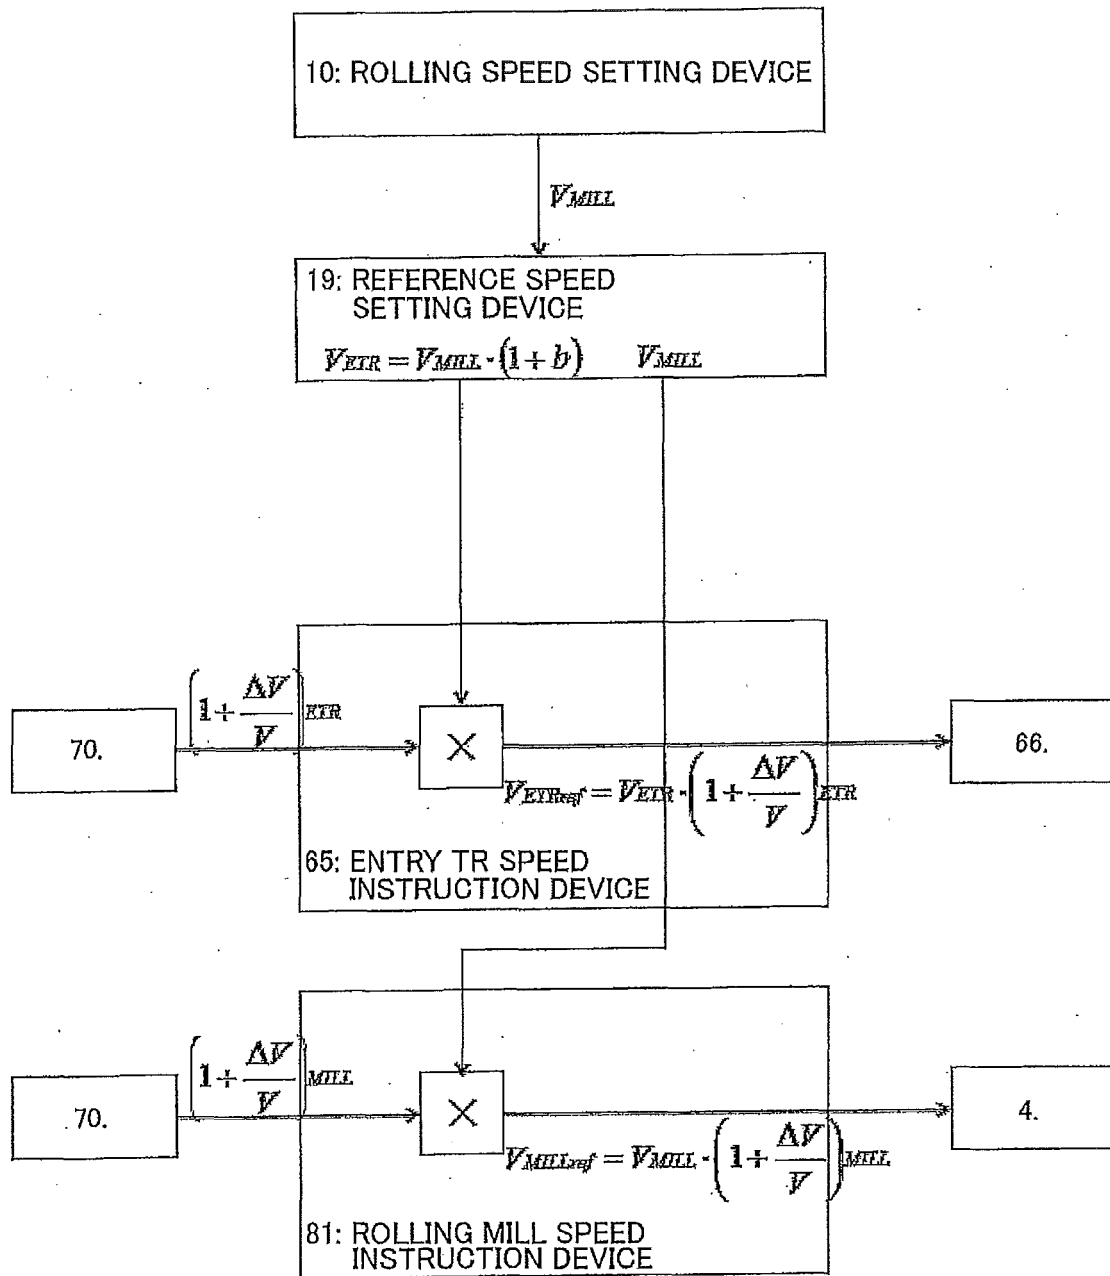 10: ROLLING SPEED SETTING DEVICE
V_MILL
19: REFERENCE SPEED
SETTING DEVICE
V_ETR = V_MILL · (1 + b)    V_MILL
(1 + ΔV/V)_ETR
70.
×
66.
V_ETRref = V_ETR · (1 + ΔV/V)_ETR
65: ENTRY TR SPEED
INSTRUCTION DEVICE
(1 + ΔV/V)_MILL
70.
×
4.
V_MILLref = V_MILL · (1 + ΔV/V)_MILL
81: ROLLING MILL SPEED
INSTRUCTION DEVICE